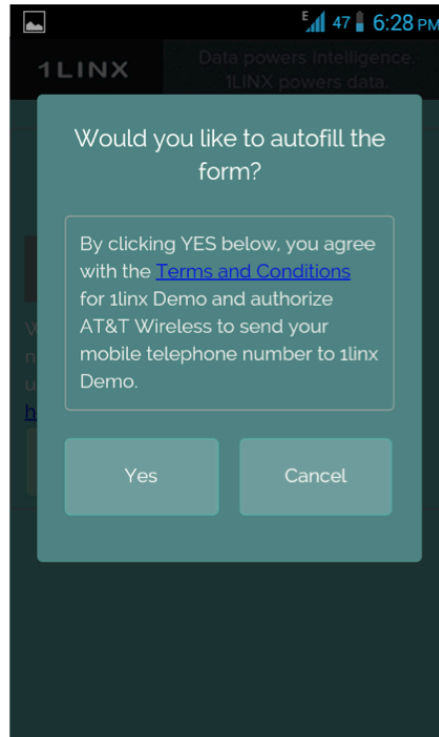 E 47 6:28 PM
1LINX
Data powers intelligence.
1LINX powers data.
Would you like to autofill the
form?
By clicking YES below, you agree
with the Terms and Conditions
for 1linx Demo and authorize
AT&T Wireless to send your
mobile telephone number to 1linx
Demo.
Yes
Cancel